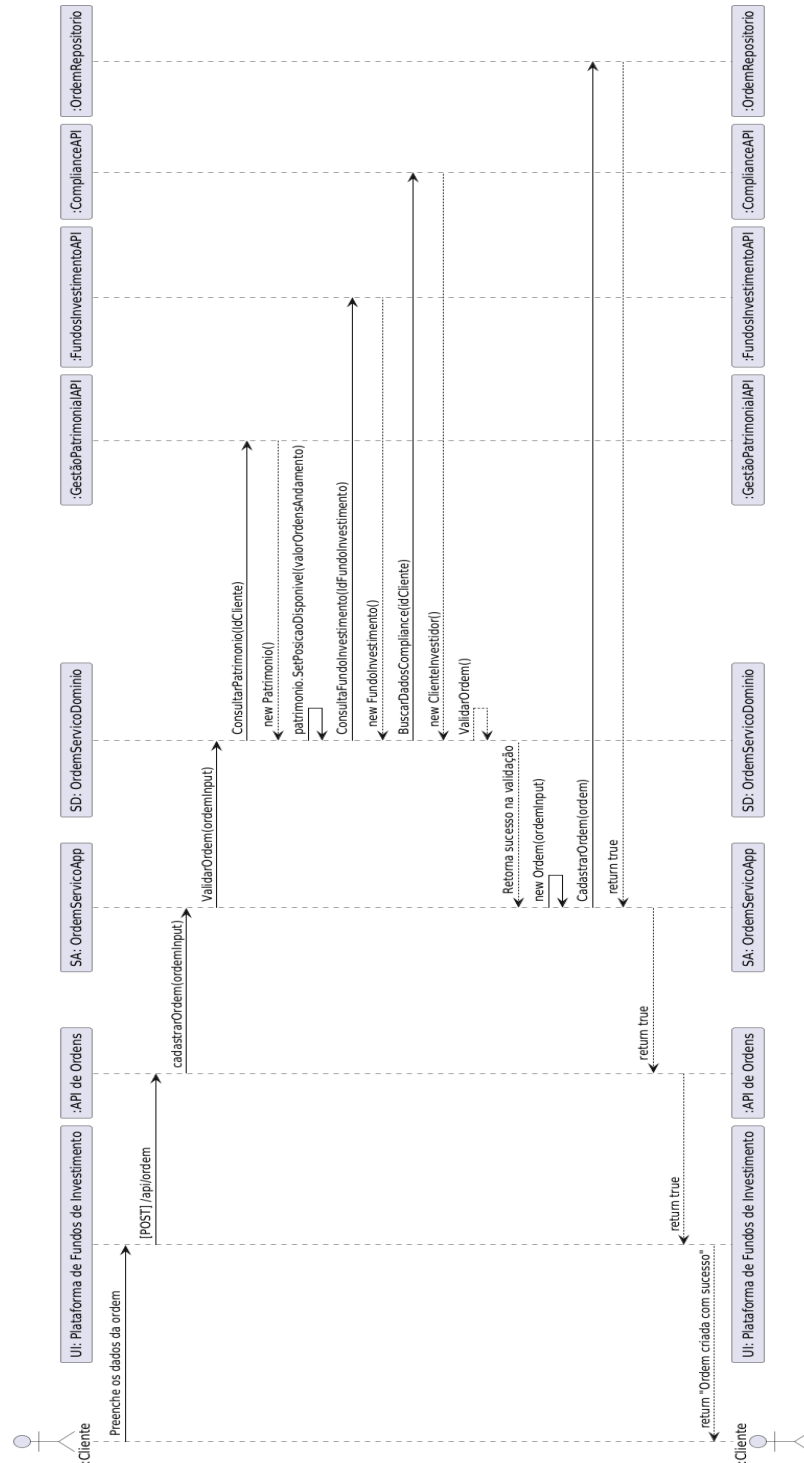 :Cliente
UI: Plataforma de Fundos de Investimento
:API de Ordens
SA: OrdemServicoApp
SD: OrdemServicoDominio
:GestãoPatrimonialAPI
:FundosInvestimentoAPI
:ComplianceAPI
:OrdemRepositorio
Preenche os dados da ordem
[POST] /api/ordem
cadastrarOrdem(ordemInput)
ValidarOrdem(ordemInput)
ConsultarPatrimonio(IdCliente)
new Patrimonio()
patrimonio.SetPosicaoDisponivel(valorOrdensAndamento)
ConsultaFundoInvestimento(IdFundoInvestimento)
new FundoInvestimento()
BuscarDadosCompliance(idCliente)
new ClienteInvestidor()
ValidarOrdem()
Retorna sucesso na validação
new Ordem(ordemInput)
CadastrarOrdem(ordem)
return true
return true
return true
return "Ordem criada com sucesso"
:Cliente
UI: Plataforma de Fundos de Investimento
:API de Ordens
SA: OrdemServicoApp
SD: OrdemServicoDominio
:GestãoPatrimonialAPI
:FundosInvestimentoAPI
:ComplianceAPI
:OrdemRepositorio